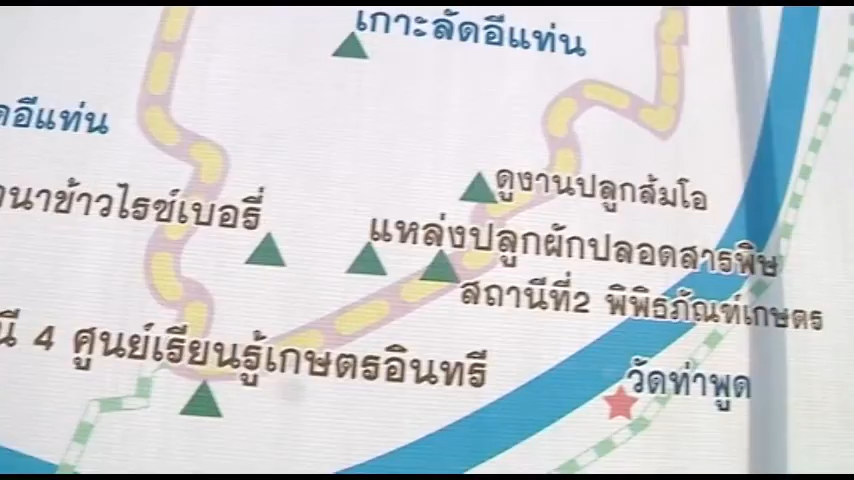 เกาะลัดอีแท่น
อีแท่น
ดูงานปลูกส้มโอ
นาข้าวไรซ์เบอรี่
แหล่งปลูกผักปลอดสารพิษ
สถานีที่2 พิพิธภัณฑ์เกษตร
4 ศูนย์เรียนรู้เกษตรอินทรี
วัดท่าพูด